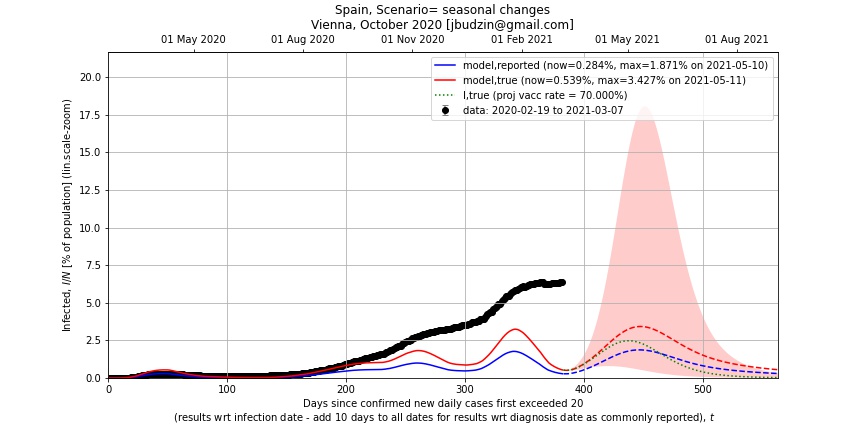 Spain, Scenario= seasonal changes
Vienna, October 2020 [jbudzin@gmail.com]
01 May 2020 01 Aug 2020 01 Nov 2020 01 Feb 2021 01 May 2021 01 Aug 2021
model,reported (now=0.284%, max=1.871% on 2021-05-10)
model,true (now=0.539%, max=3.427% on 2021-05-11)
I,true (proj vacc rate = 70.000%)
data: 2020-02-19 to 2021-03-07
Infected, I/N [% of population] (lin.scale-zoom)
20.0
17.5
15.0
12.5
10.0
7.5
5.0
2.5
0.0
0 100 200 300 400 500
Days since confirmed new daily cases first exceeded 20
(results wrt infection date - add 10 days to all dates for results wrt diagnosis date as commonly reported), t